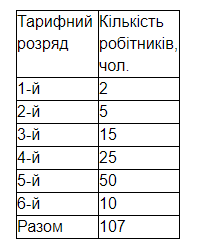 Тарифний Кількість
розряд робітників,
чол.
1-й 2
2-й 5
3-й 15
4-й 25
5-й 50
6-й 10
Разом 107